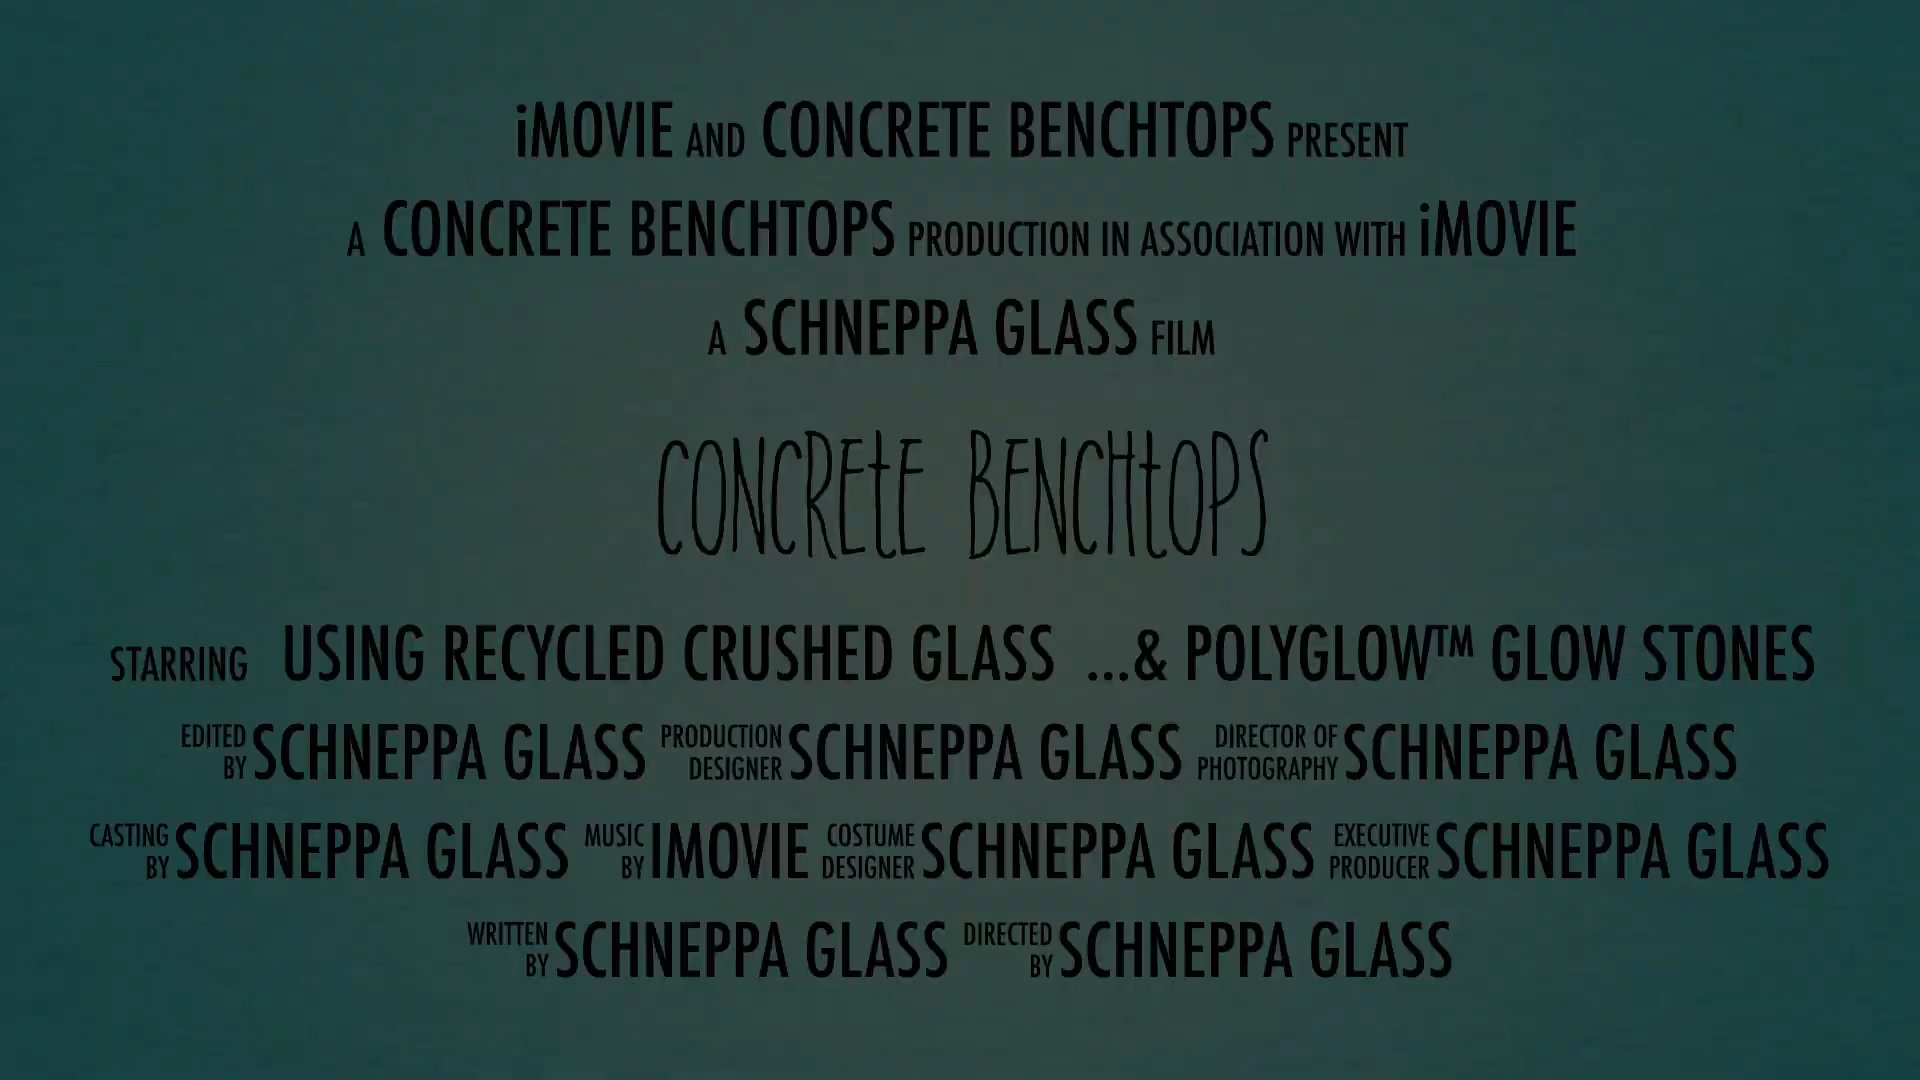 iMOVIE AND CONCRETE BENCHTOPS PRESENT
A CONCRETE BENCHTOPS PRODUCTION IN ASSOCIATION WITH iMOVIE
A SCHNEPPA GLASS FILM
CONCRETE BENCHTOPS
STARRING USING RECYCLED CRUSHED GLASS ...& POLYGLOW™ GLOW STONES
EDITED BY SCHNEPPA GLASS PRODUCTION DESIGNER SCHNEPPA GLASS DIRECTOR OF PHOTOGRAPHY SCHNEPPA GLASS
CASTING BY SCHNEPPA GLASS MUSIC BY IMOVIE COSTUME DESIGNER SCHNEPPA GLASS EXECUTIVE PRODUCER SCHNEPPA GLASS
WRITTEN BY SCHNEPPA GLASS DIRECTED BY SCHNEPPA GLASS